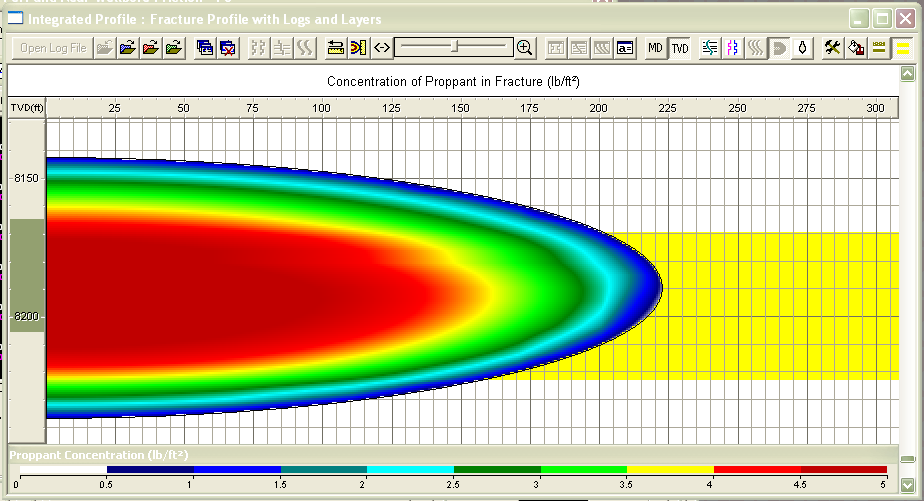 Integrated Profile : Fracture Profile with Logs and Layers
Open Log File MD TVD
Concentration of Proppant in Fracture (lb/ft²)
TVD(ft) 25 50 75 100 125 150 175 200 225 250 275 300
8150
8200
Proppant Concentration (lb/ft²)
0 0.5 1 1.5 2 2.5 3 3.5 4 4.5 5